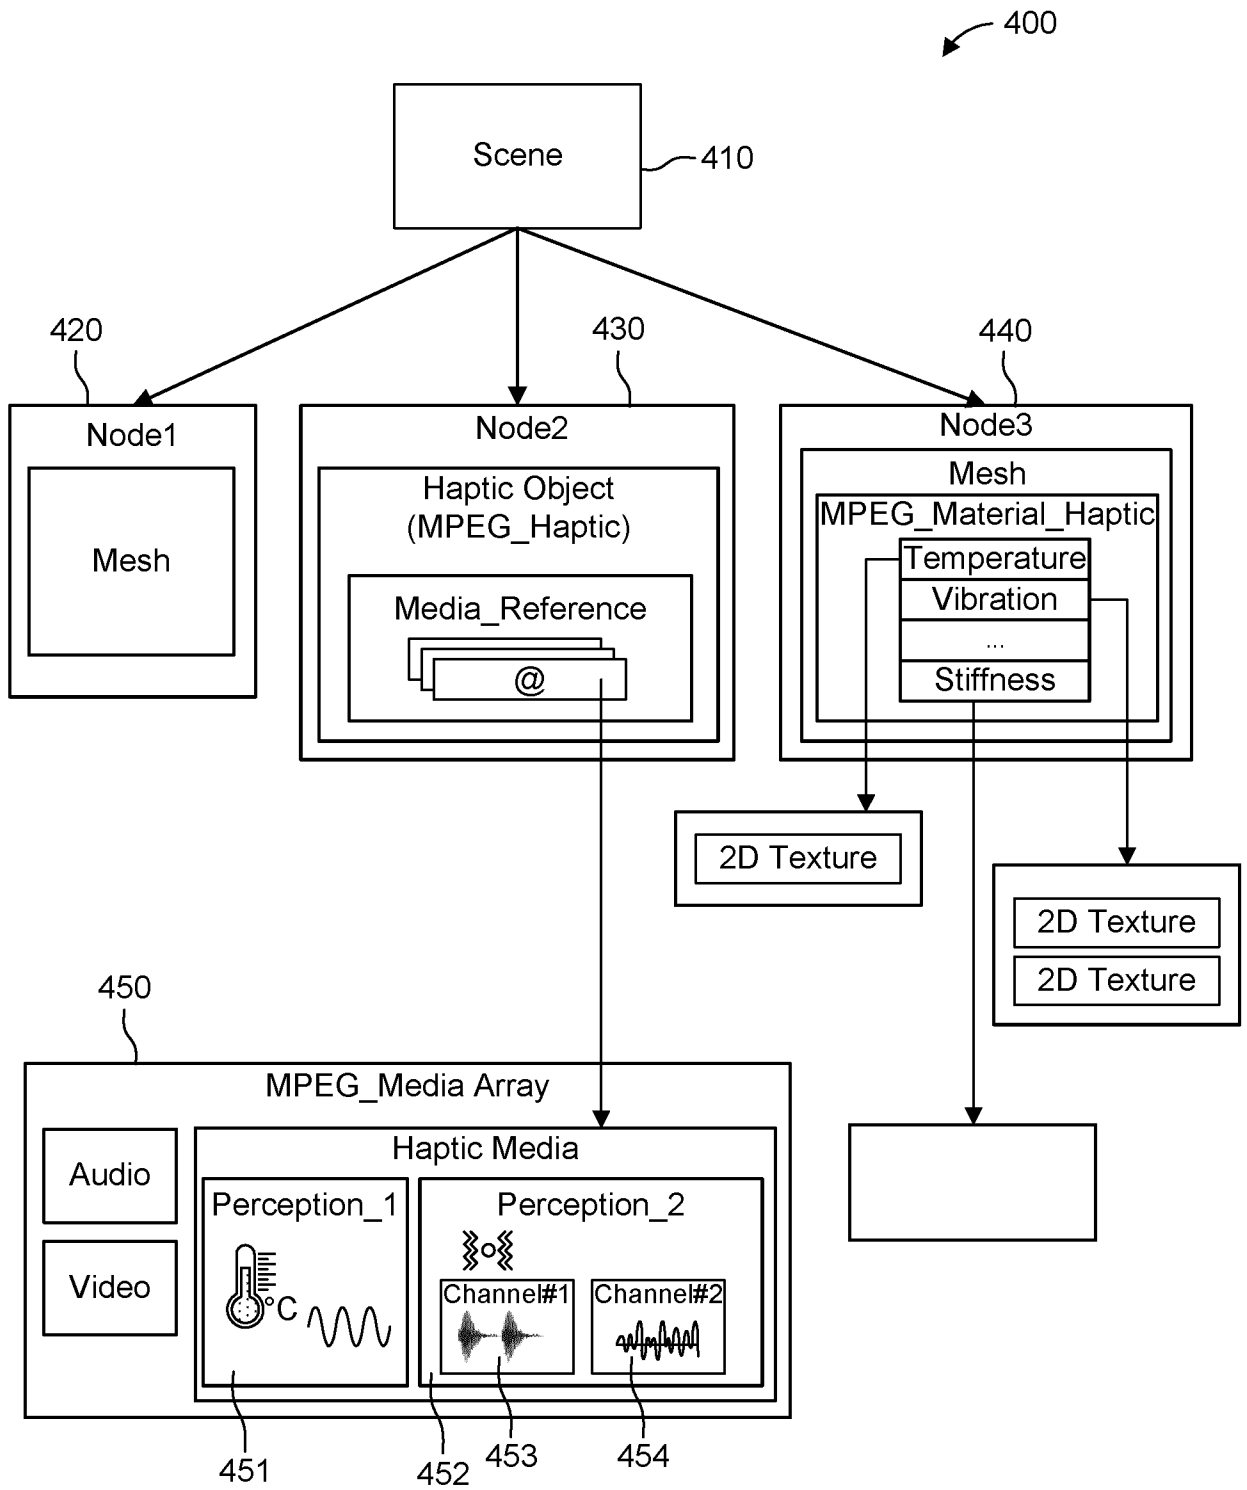 400
Scene
410
420
430
440
Node1
Mesh
Node2
Haptic Object
(MPEG_Haptic)
Media_Reference
@
Node3
Mesh
MPEG_Material_Haptic
Temperature
Vibration
...
Stiffness
2D Texture
2D Texture
2D Texture
450
MPEG_Media Array
Audio
Video
Haptic Media
Perception_1
°C
Perception_2
Channel#1
Channel#2
451
452
453
454